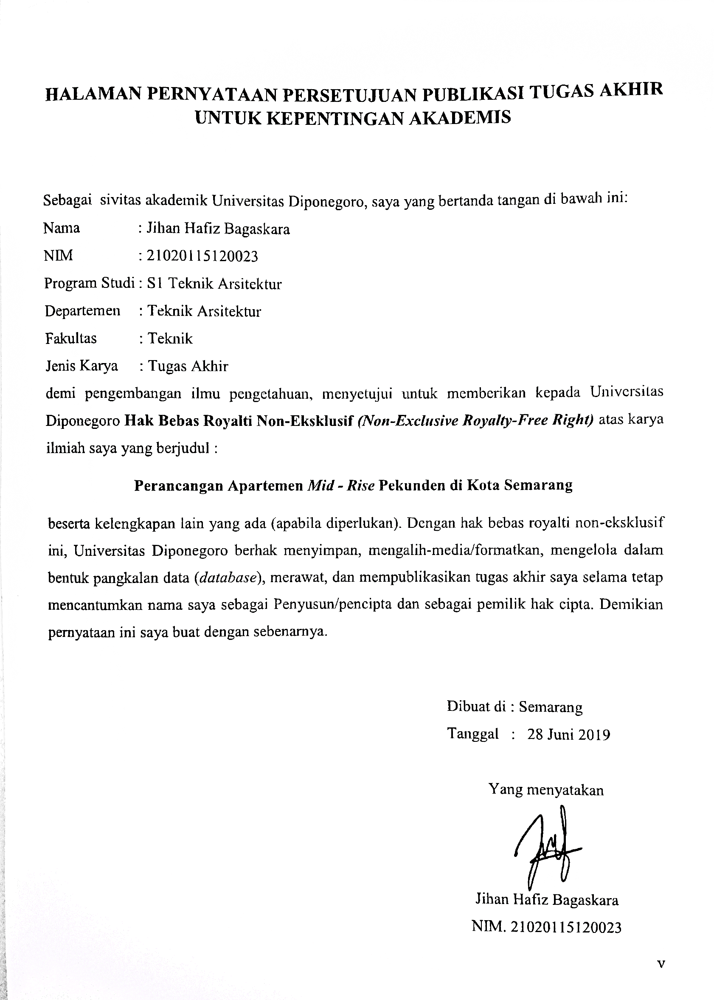 HALAMAN PERNYATAAN PERSETUJUAN PUBLIKASI TUGAS AKHIR
UNTUK KEPENTINGAN AKADEMIS
Sebagai sivitas akademik Universitas Diponegoro, saya yang bertanda tangan di bawah ini:
Nama : Jihan Hafiz Bagaskara
NIM : 21020115120023
Program Studi : S1 Teknik Arsitektur
Departemen : Teknik Arsitektur
Fakultas : Teknik
Jenis Karya : Tugas Akhir
demi pengembangan ilmu pengetahuan, menyetujui untuk memberikan kepada Universitas
Diponegoro Hak Bebas Royalti Non-Eksklusif (Non-Exclusive Royalty-Free Right) atas karya
ilmiah saya yang berjudul :
Perancangan Apartemen Mid - Rise Pekunden di Kota Semarang
beserta kelengkapan lain yang ada (apabila diperlukan). Dengan hak bebas royalti non-eksklusif
ini, Universitas Diponegoro berhak menyimpan, mengalih-media/formatkan, mengelola dalam
bentuk pangkalan data (database), merawat, dan mempublikasikan tugas akhir saya selama tetap
mencantumkan nama saya sebagai Penyusun/pencipta dan sebagai pemilik hak cipta. Demikian
pernyataan ini saya buat dengan sebenarnya.
Dibuat di : Semarang
Tanggal : 28 Juni 2019
Yang menyatakan
Jihan Hafiz Bagaskara
NIM. 21020115120023
v